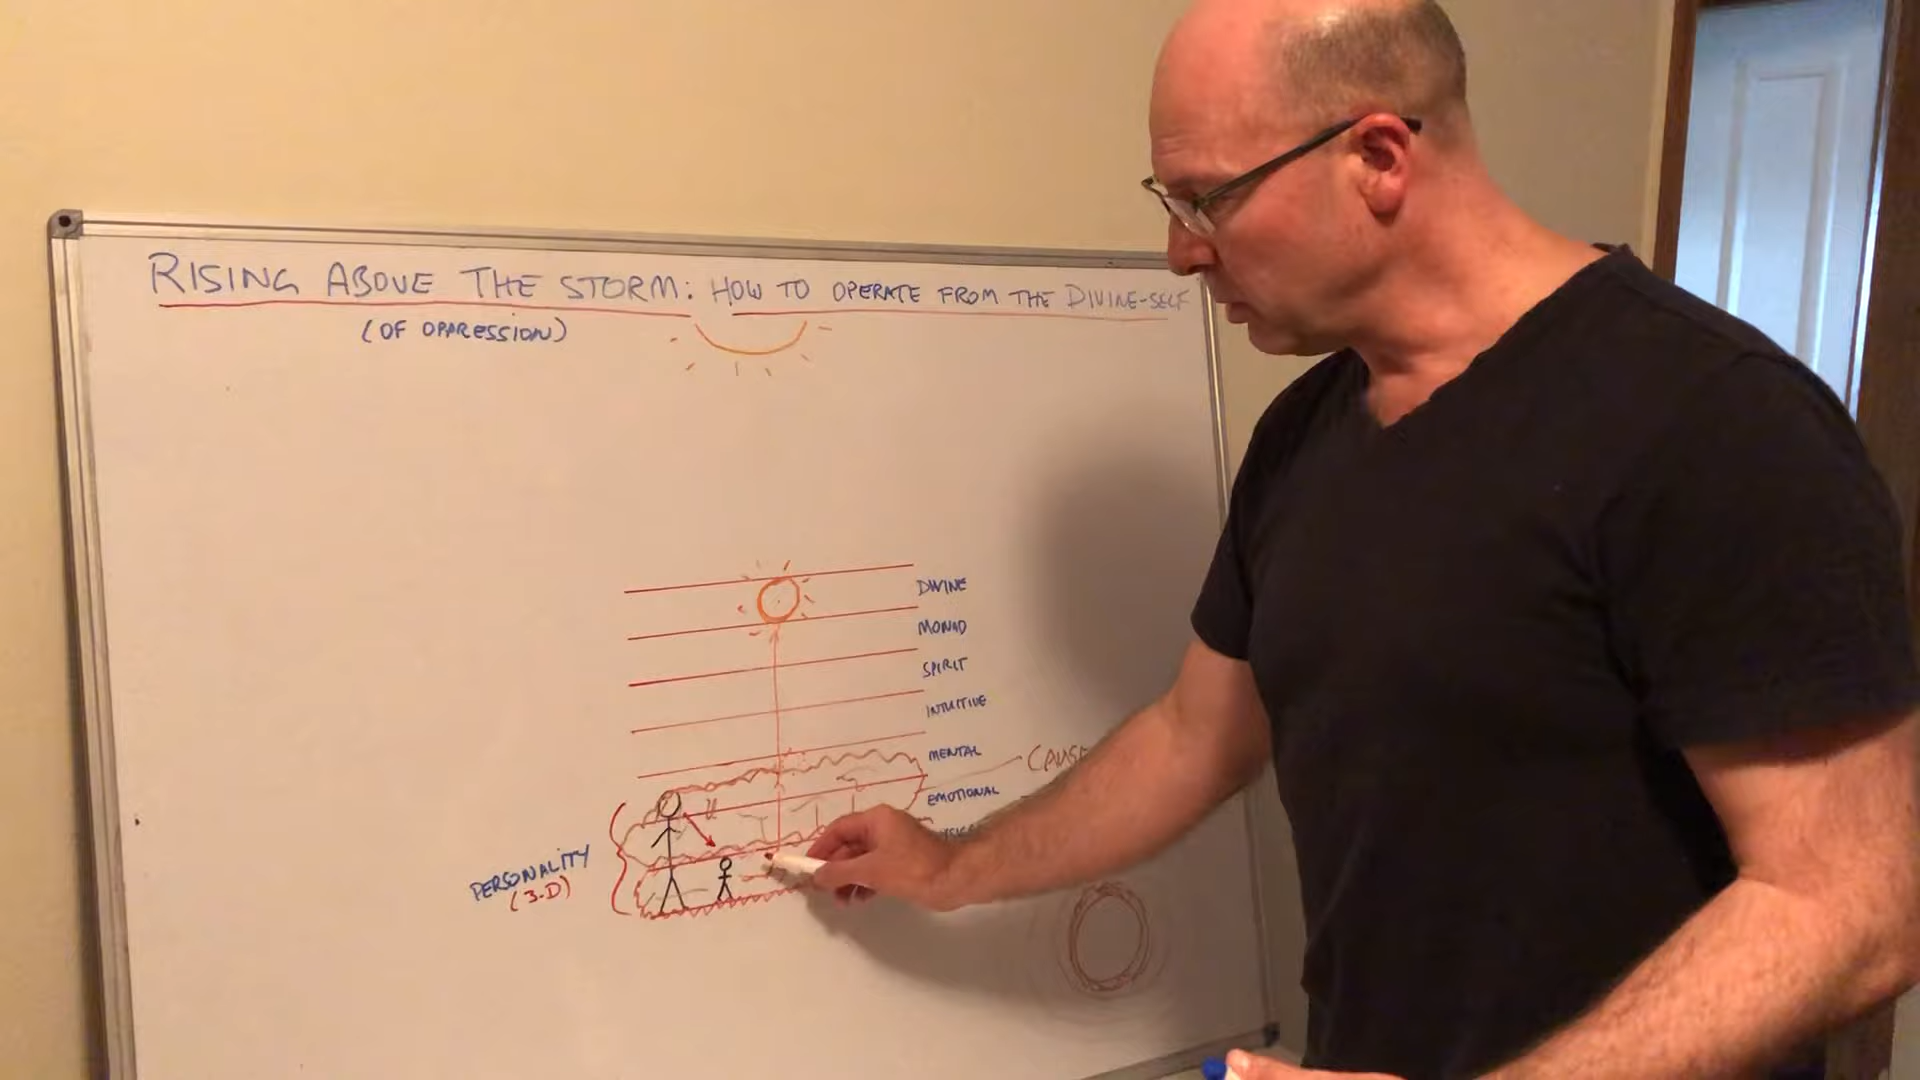 RISING ABOVE THE STORM: HOW TO OPERATE FROM THE DIVINE-SELF
(OF OPPRESSION)
DIVINE
MONAD
SPIRIT
INTUITIVE
MENTAL
CAUSE
EMOTIONAL
PERSONALITY
(3-D)